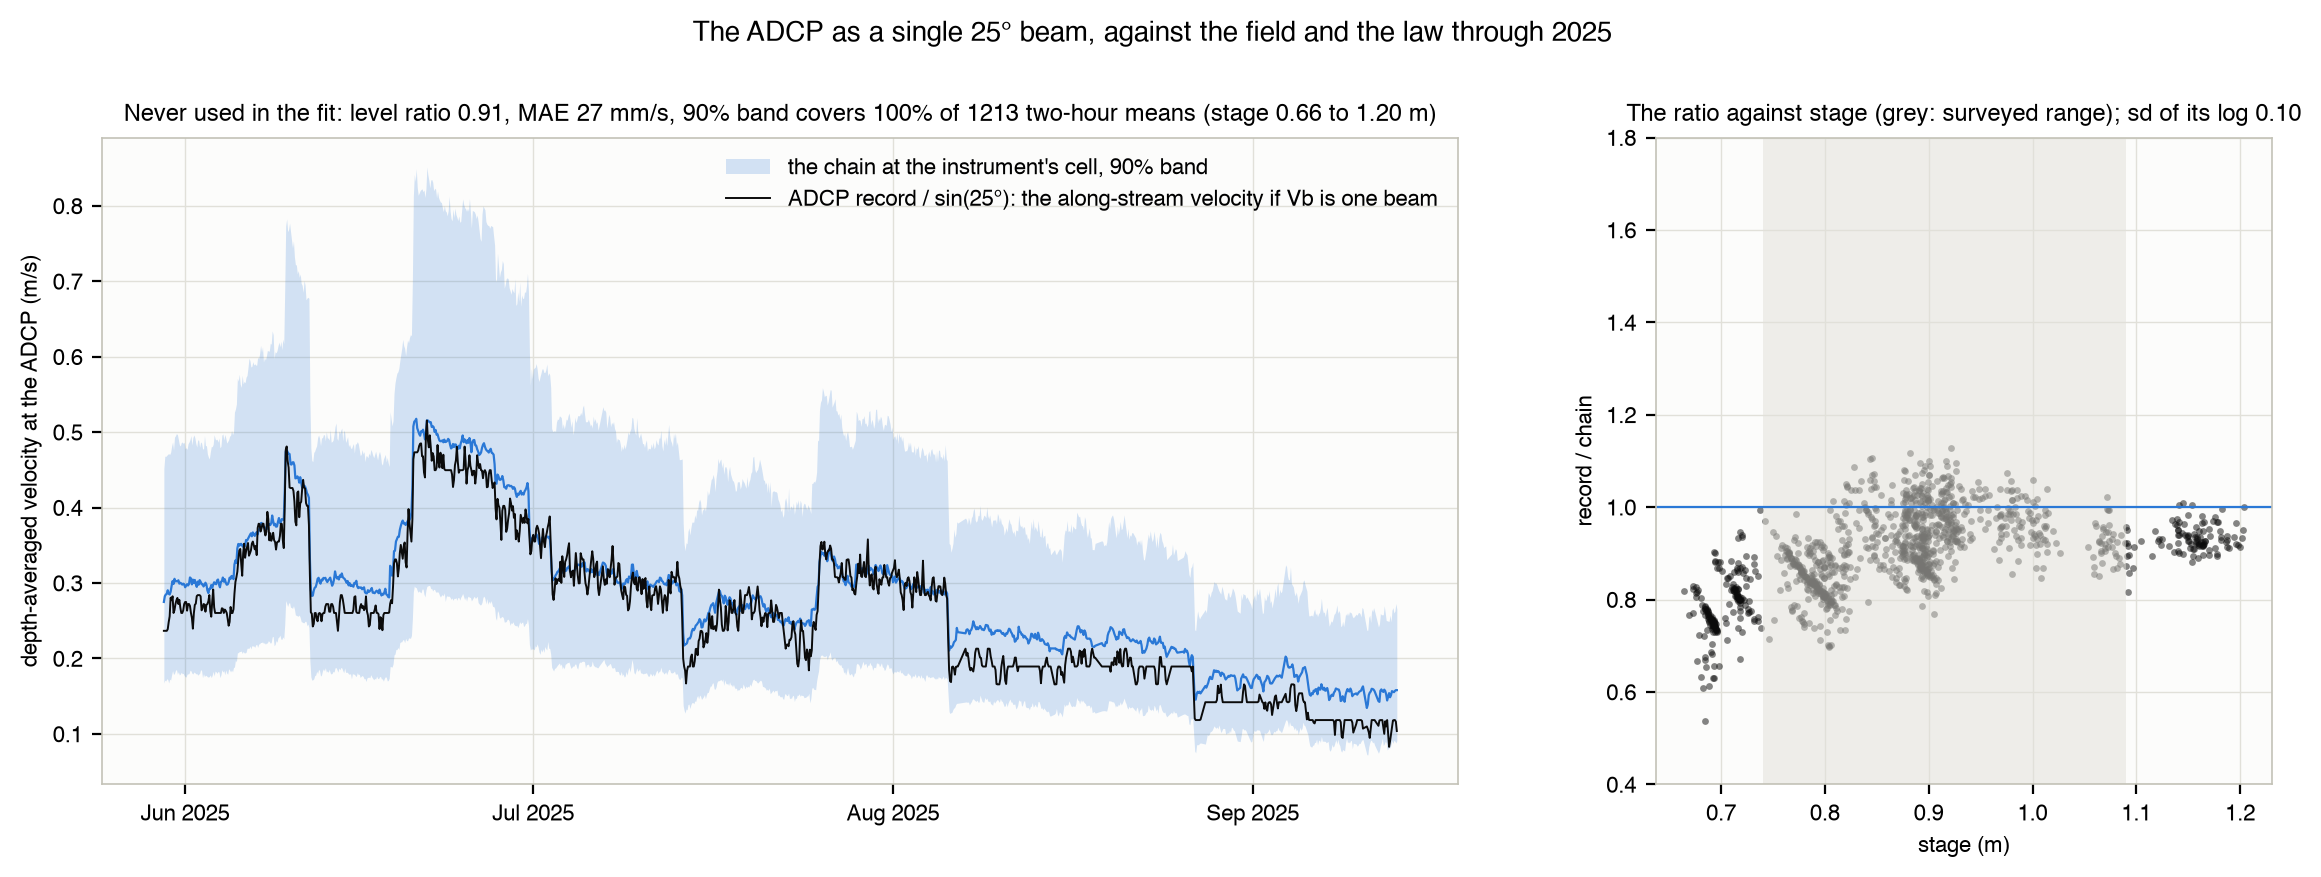 The ADCP as a single 25° beam, against the field and the law through 2025
Never used in the fit: level ratio 0.91, MAE 27 mm/s, 90% band covers 100% of 1213 two-hour means (stage 0.66 to 1.20 m)
the chain at the instrument's cell, 90% band
ADCP record / sin(25°): the along-stream velocity if Vb is one beam
depth-averaged velocity at the ADCP (m/s)
0.8
0.7
0.6
0.5
0.4
0.3
0.2
0.1
Jun 2025
Jul 2025
Aug 2025
Sep 2025
The ratio against stage (grey: surveyed range); sd of its log 0.10
record / chain
1.8
1.6
1.4
1.2
1.0
0.8
0.6
0.4
0.7
0.8
0.9
1.0
1.1
1.2
stage (m)